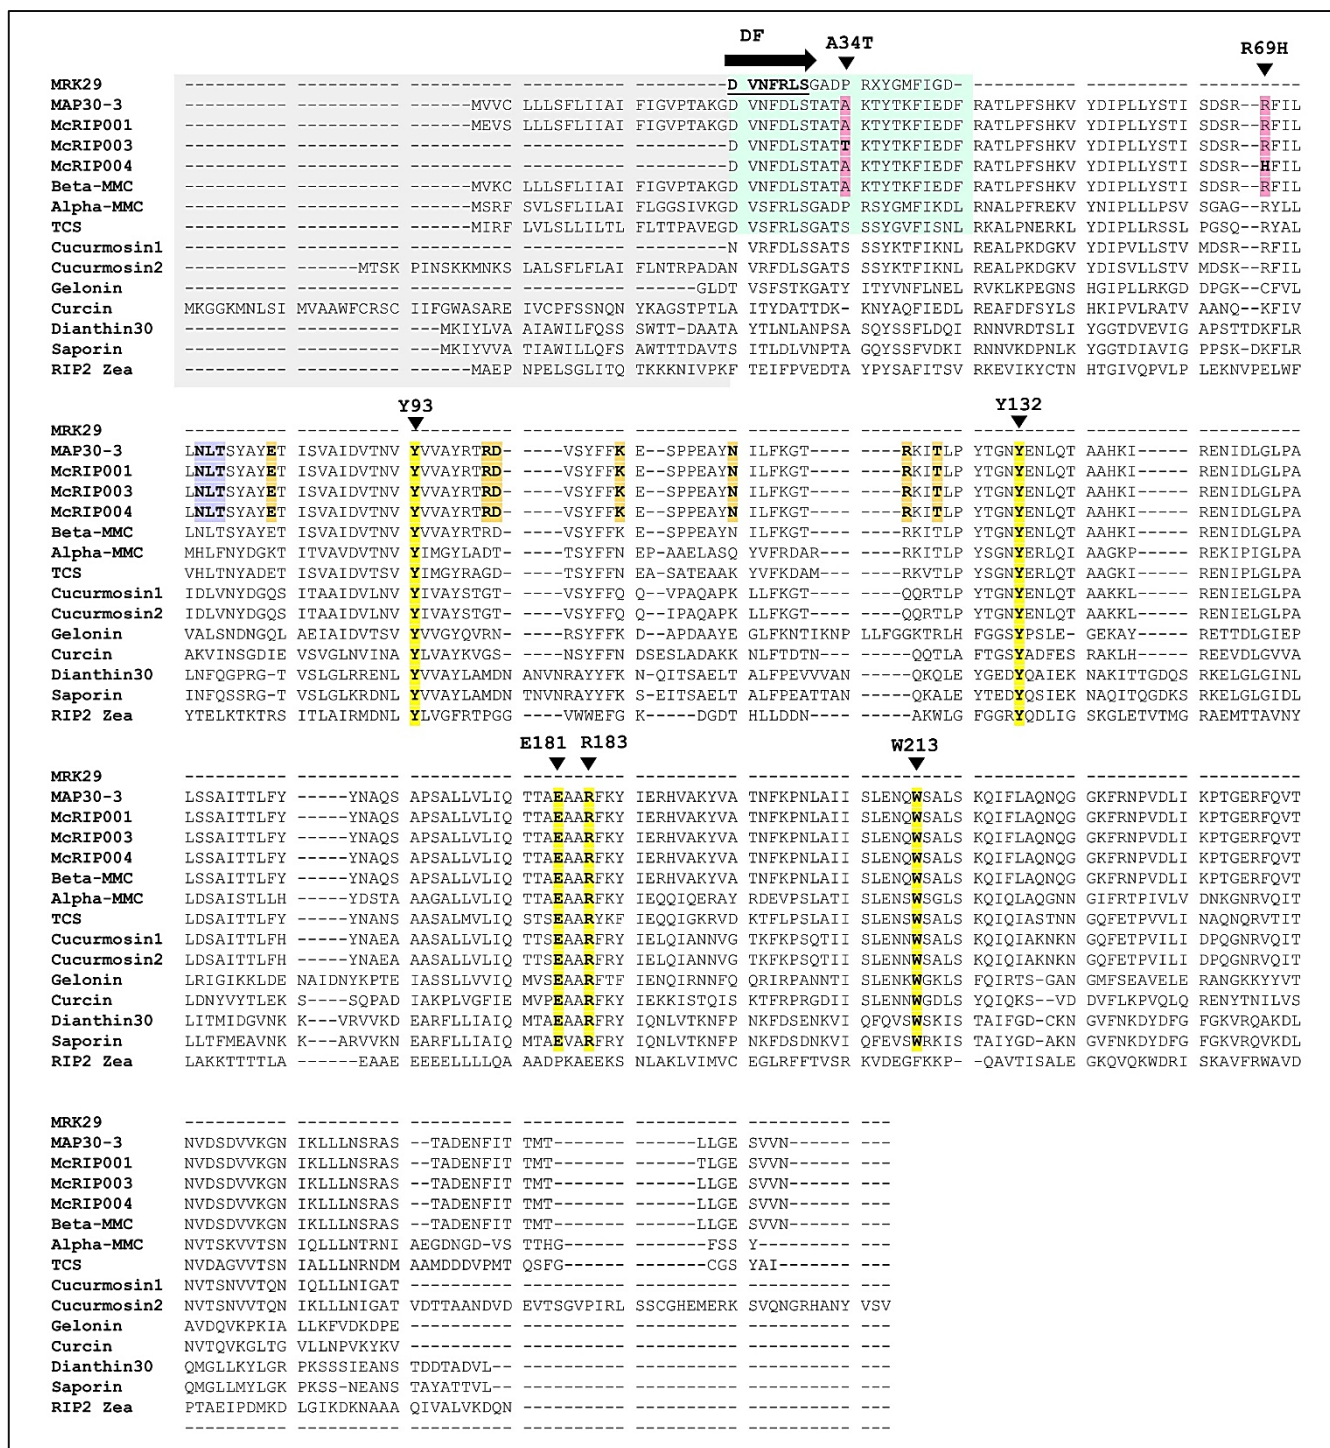 DF
A34T
R69H
MRK29 ---------- ---------- ---------- ---------- ---------D VNFRLSGADP RXYGMFIGD- ---------- ---------- ----------
MAP30-3 ---------- ---------- ------MVVC LLLSFLIIAI FIGVPTAKGD VNFDLSTATA KTYTKFIEDF RATLPFSHKV YDIPLLYSTI SDSR--RFIL
McRIP001 ---------- ---------- ------MEVS LLLSFLIIAI FIGVPTAKGD VNFDLSTATA KTYTKFIEDF RATLPFSHKV YDIPLLYSTI SDSR--RFIL
McRIP003 ---------- ---------- ---------- ---------- ---------D VNFDLSTATT KTYTKFIEDF RATLPFSHKV YDIPLLYSTI SDSR--RFIL
McRIP004 ---------- ---------- ---------- ---------- ---------D VNFDLSTATA KTYTKFIEDF RATLPFSHKV YDIPLLYSTI SDSR--HFIL
Beta-MMC ---------- ---------- ------MVKC LLLSFLIIAI FIGVPTAKGD VNFDLSTATA KTYTKFIEDF RATLPFSHKV YDIPLLYSTI SDSR--RFIL
Alpha-MMC ---------- ---------- ------MSRF SVLSFLILAI FLGGSIVKGD VSFRLSGADP RSYGMFIKDL RNALPFREKV YNIPLLLPSV SGAG--RYLL
TCS ---------- ---------- ------MIRF LVLSLLILTL FLTTPAVEGD VSFRLSGATS SSYGVFISNL RKALPNERKL YDIPLLRSSL PGSQ--RYAL
Cucurmosin1 ---------- ---------- ---------- ---------- ---------N VRFDLSSATS SSYKTFIKNL REALPKDGKV YDIPVLLSTV MDSR--RFIL
Cucurmosin2 ---------- -----MTSK PINSKKMNKS LALSFLFLAI FLNTRPADAN VRFDLSGATS SSYKTFIKNL REALPKDGKV YDISVLLSTV MDSK--RFIL
Gelonin ---------- ---------- ---------- ---------- ------GLDT VSFSTKGATY ITYVNFLNEL RVKLKPEGNS HGIPLLRKGD DPGK--CFVL
Curcin MKGGKMNLSI MVAAWFCRSC IIFGWASARE IVCPFSSNQN YKAGSTPTLA ITYDATTDK- KNYAQFIEDL REAFDFSYLS HKIPVLRATV AANQ--KFIV
Dianthin30 ---------- ---------- ---MKIYLVA AIAWILFQSS SWTT-DAATA YTLNLANPSA SQYSSFLDQI RNNVRDTSLI YGGTDVEVIG APSTTDKFLR
Saporin ---------- ---------- ---MKIYVVA TIAWILLQFS AWTTTDAVTS ITLDLVNPTA GQYSSFVDKI RNNVKDPNLK YGGTDIAVIG PPSK-DKFLR
RIP2 Zea ---------- ---------- ------MAEP NPELSGLITQ TKKKNIVPKF TEIFPVEDTA YPYSAFITSV RKEVIKYCTN HTGIVQPVLP LEKNVPELWF
Y93
Y132
MRK29 ---------- ---------- ---------- ---------- ---------- ---------- ---------- ---------- ---------- ----------
MAP30-3 LNLTSYAYET ISVAIDVTNV YVVAYRTRD- ----VSYFFK E--SPPEAYN ILFKGT---- -----RKITLP YTGNYENLQT AAHKI----- RENIDLGLPA
McRIP001 LNLTSYAYET ISVAIDVTNV YVVAYRTRD- ----VSYFFK E--SPPEAYN ILFKGT---- -----RKITLP YTGNYENLQT AAHKI----- RENIDLGLPA
McRIP003 LNLTSYAYET ISVAIDVTNV YVVAYRTRD- ----VSYFFK E--SPPEAYN ILFKGT---- -----RKITLP YTGNYENLQT AAHKI----- RENIDLGLPA
McRIP004 LNLTSYAYET ISVAIDVTNV YVVAYRTRD- ----VSYFFK E--SPPEAYN ILFKGT---- -----RKITLP YTGNYENLQT AAHKI----- RENIDLGLPA
Beta-MMC LNLTSYAYET ISVAIDVTNV YVVAYRTRD- ----VSYFFK E--SPPEAYN ILFKGT---- -----RKITLP YTGNYENLQT AAHKI----- RENIDLGLPA
Alpha-MMC MHLFNYDGKT ITVAVDVTNV YIMGYLADT- ----TSYFFN EP-AAELASQ YVFRDAR--- -----RKITLP YSGNYERLQI AAGKP----- REKIPIGLPA
TCS VHLTNYADET ISVAIDVTSV YIMGYRAGD- ----TSYFFN EA-SATEAAK YVFKDAM--- -----RKVTLP YSGNYERLQT AAGKI----- RENIPLGLPA
Cucurmosin1 IDLVNYDGQS ITAAIDVLNV YIVAYSTGT- ----VSYFFQ Q--VPAQAPK LLFKGT---- -----QQRTLP YTGNYENLQT AAKKL----- RENIELGLPA
Cucurmosin2 IDLVNYDGQS ITAAIDVLNV YIVAYSTGT- ----VSYFFQ Q--IPAQAPK LLFKGT---- -----QQRTLP YTGNYENLQT AAKKL----- RENIELGLPA
Gelonin VALSNDNGQL AEIAIDVTSV YVVGYQVRN- ----RSYFFK D--APDAAYE GLFKNTIKNP LLFGGKTRLH FGGSYPSLE- GEKAY----- RETTDLGIEP
Curcin AKVINSGDIE VSVGLNVINA YLVAYKVGS- ----NSYFFN DSESLADAKK NLFTDTN--- ------QQTLA FTGSYADFES RAKLH----- REEVDLGVVA
Dianthin30 LNFQGPRG-T VSLGLRRENL YVVAYLAMDN ANVNRAYYFK N-QITSAELT ALFPEVVVAN ------QKQLE YGEDYQAIEK NAKITTGDQS RKELGLGINL
Saporin INFQSSRG-T VSLGLKRDNL YVVAYLAMDN TNVNRAYYFK S-EITSAELT ALFPEATTAN ------QKALE YTEDYQSIEK NAQITQGDKS RKELGLGIDL
RIP2 Zea YTELKTKTRS ITLAIRMDNL YLVGFRTPGG ----VWWEFG K----DGDTH LLDDN----- -----AKWLG FGGRYQDLIG SKGLETVTMG RAEMTTAVNY
E181 R183
W213
MRK29 ---------- ---------- ---------- ---------- ---------- ---------- ---------- ---------- ---------- ----------
MAP30-3 LSSAITTLFY -----YNAQS APSALLVLIQ TTAEAARFKY IERHVAKYVA TNFKPNLAII SLENQWSALS KQIFLAQNQG GKFRNPVDLI KPTGERFQVT
McRIP001 LSSAITTLFY -----YNAQS APSALLVLIQ TTAEAARFKY IERHVAKYVA TNFKPNLAII SLENQWSALS KQIFLAQNQG GKFRNPVDLI KPTGERFQVT
McRIP003 LSSAITTLFY -----YNAQS APSALLVLIQ TTAEAARFKY IERHVAKYVA TNFKPNLAII SLENQWSALS KQIFLAQNQG GKFRNPVDLI KPTGERFQVT
McRIP004 LSSAITTLFY -----YNAQS APSALLVLIQ TTAEAARFKY IERHVAKYVA TNFKPNLAII SLENQWSALS KQIFLAQNQG GKFRNPVDLI KPTGERFQVT
Beta-MMC LSSAITTLFY -----YNAQS APSALLVLIQ TTAEAARFKY IERHVAKYVA TNFKPNLAII SLENQWSALS KQIFLAQNQG GKFRNPVDLI KPTGERFQVT
Alpha-MMC LDSAISTLLH -----YDSTA AAGALLVLIQ TTAEAARFKY IEQQIQERAY RDEVPSLATI SLENSWSGLS KQIQLAQGNN GIFRTPIVLV DNKGNRVQIT
TCS LDSAITTLFY -----YNANS AASALMVLIQ STSEAARYKF IEQQIGKRVD KTFLPSLAII SLENSWSALS KQIQIASTNN GQFETPVVLI NAQNQRVTIT
Cucurmosin1 LDSAITTLFH -----YNAEA AASALLVLIQ TTSEAARFRY IELQIANNVG TKFKPSQTII SLENNWSALS KQIQIAKNKN GQFETPVILI DPQGNRVQIT
Cucurmosin2 LDSAITTLFH -----YNAEA AASALLVLIQ TTSEAARFRY IELQIANNVG TKFKPSQTII SLENNWSALS KQIQIAKNKN GQFETPVILI DPQGNRVQIT
Gelonin LRIGIKKLDE NAIDNYKPTE IASSLLVVIQ MVSEAARFTF IENQIRNNFQ QRIRPANNTI SLENKWGKLS FQIRTS-GAN GMFSEAVELE RANGKKYYVT
Curcin LDNYVYTLEK S----SQPAD IAKPLVGFIE MVPEAARFKY IEKKISTQIS KTFRPRGDII SLENNWGDLS YQIQKS--VD DVFLKPVQLQ RENYTNILVS
Dianthin30 LITMIDGVNK K---VRVVKD EARFLLIAIQ MTAEAARFRY IQNLVTKNFP NKFDSENKVI QFQVSWSKIS TAIFGD-CKN GVFNKDYDFG FGKVRQAKDL
Saporin LLTFMEAVNK K---ARVVKN EARFLLIAIQ MTAEVARFRY IQNLVTKNFP NKFDSDNKVI QFEVSWRKIS TAIYGD-AKN GVFNKDYDFG FGKVRQVKDL
RIP2 Zea LAKKTTTTLA -----EAAE EEEELLLLQA AADPKAEEKS NLAKLVIMVC EGLRFFTVSR KVDEGFKKP- -QAVTISALE GKQVQKWDRI SKAVFRWAVD
MRK29 ---------- ---------- ---------- ---------- ---------- ---------- ---
MAP30-3 NVDSDVVKGN IKLLLNSRAS --TADENFIT TMT------- ------LLGE SVVN------ ---
McRIP001 NVDSDVVKGN IKLLLNSRAS --TADENFIT TMT------- ------TLGE SVVN------ ---
McRIP003 NVDSDVVKGN IKLLLNSRAS --TADENFIT TMT------- ------LLGE SVVN------ ---
McRIP004 NVDSDVVKGN IKLLLNSRAS --TADENFIT TMT------- ------LLGE SVVN------ ---
Beta-MMC NVDSDVVKGN IKLLLNSRAS --TADENFIT TMT------- ------LLGE SVVN------ ---
Alpha-MMC NVTSKVVTSN IQLLLNTRNI AEGDNGD-VS TTHG------ -------FSS Y--------- ---
TCS NVDAGVVTSN IALLLNRNDM AAMDDDVPMT QSFG------ -------CGS YAI------- ---
Cucurmosin1 NVTSNVVTQN IQLLLNIGAT ---------- ---------- ---------- ---------- ---
Cucurmosin2 NVTSNVVTQN IKLLLNIGAT VDTTAANDVD EVTSGVPIRL SSCGHEMERK SVQNGRHANY VSV
Gelonin AVDQVKPKIA LLKFVDKDPE ---------- ---------- ---------- ---------- ---
Curcin NVTQVKGLTG VLLNPVKYKV ---------- ---------- ---------- ---------- ---
Dianthin30 QMGLLKYLGR PKSSSIEANS TDDTADVL-- ---------- ---------- ---------- ---
Saporin QMGLLMYLGK PKSS-NEANS TAYATTVL-- ---------- ---------- ---------- ---
RIP2 Zea PTAEIPDMKD LGIKDKNAAA QIVALVKDQN ---------- ---------- ---------- ---
---------- ---------- ---------- ---------- ---------- ---------- ---